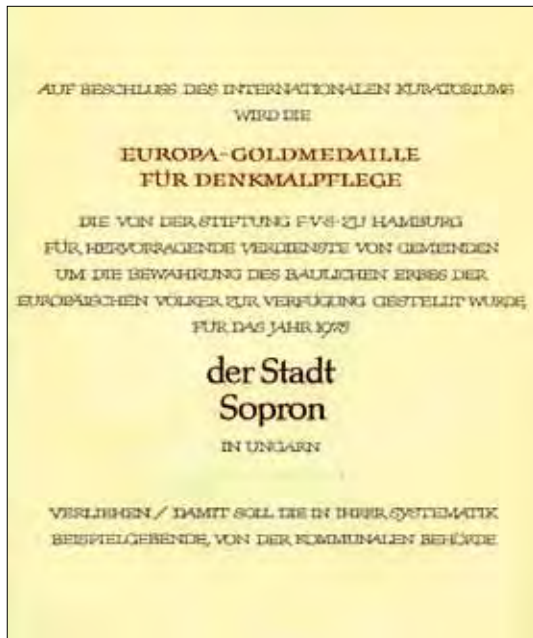 AUF BESCHLUSS DES INTERNATIONALEN KURATORIUMS
WIRD DIE
EUROPA-GOLDMEDAILLE
FÜR DENKMALPFLEGE
DIE VON DER STIFTUNG F·V·S· ZU HAMBURG
FÜR HERVORRAGENDE VERDIENSTE VON GEMEINDEN
UM DIE BEWAHRUNG DES BAULICHEN ERBES DER
EUROPÄISCHEN VÖLKER ZUR VERFÜGUNG GESTELLT WURDE,
FÜR DAS JAHR
der Stadt
Sopron
IN UNGARN
VERLIEHEN / DAMIT SOLL DIE IN IHRER SYSTEMATIK
BEISPIELGEBENDE, VON DER KOMMUNALEN BEHÖRDE